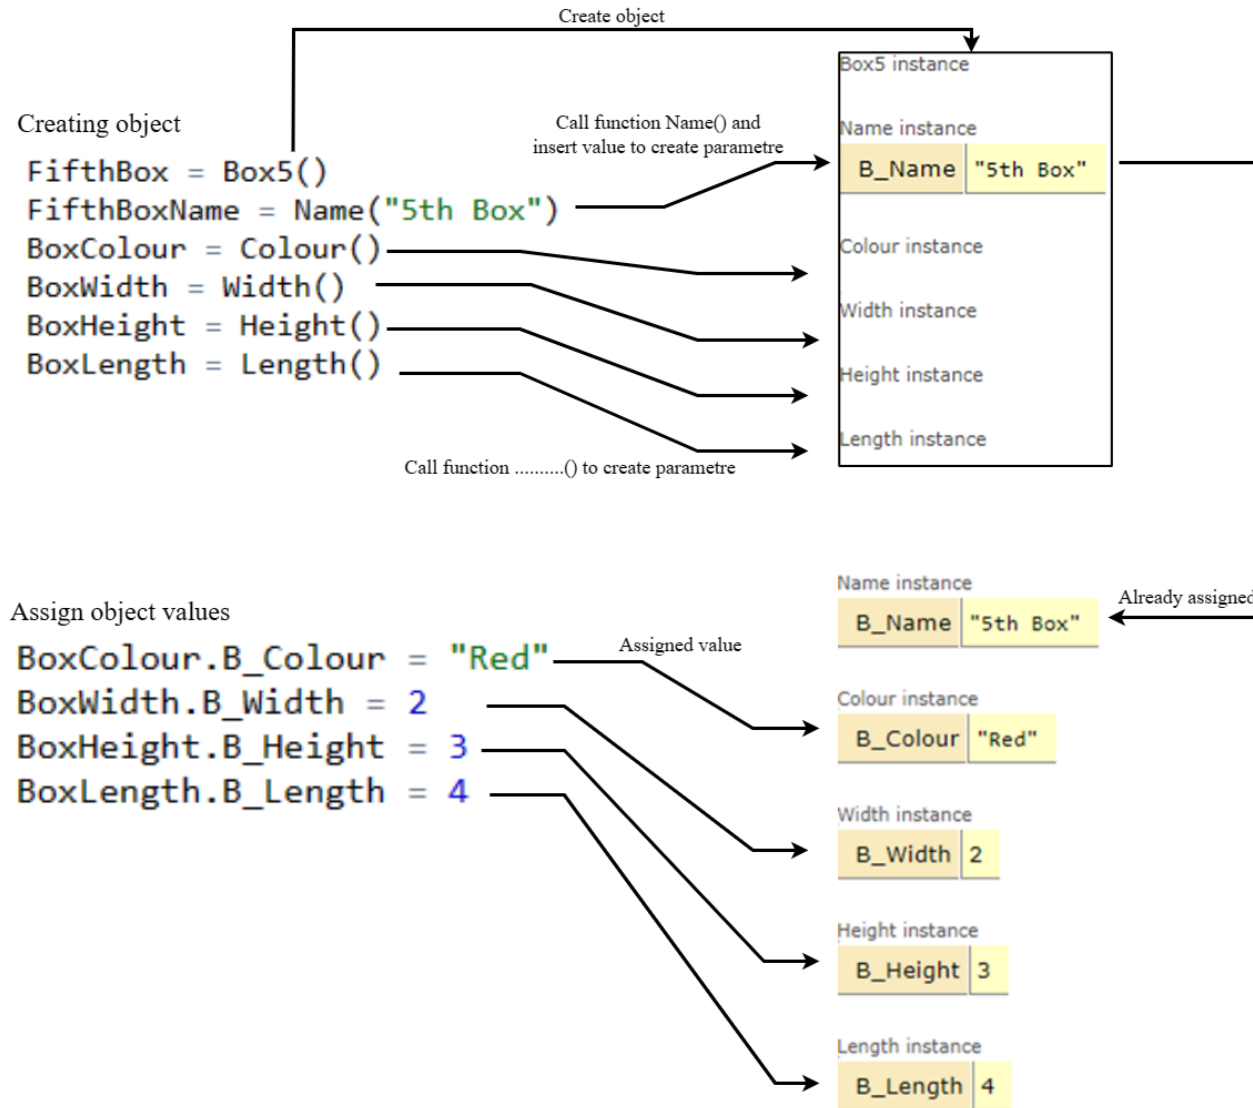 Create object
Box5 instance
Creating object
Call function Name() and
insert value to create parametre
Name instance
B_Name "5th Box"
FifthBox = Box5()
FifthBoxName = Name("5th Box")
BoxColour = Colour()
BoxWidth = Width()
BoxHeight = Height()
BoxLength = Length()
Colour instance
Width instance
Height instance
Length instance
Call function ..........() to create parametre
Name instance
B_Name "5th Box"
Already assigned
Assign object values
BoxColour.B_Colour = "Red"
BoxWidth.B_Width = 2
BoxHeight.B_Height = 3
BoxLength.B_Length = 4
Assigned value
Colour instance
B_Colour "Red"
Width instance
B_Width 2
Height instance
B_Height 3
Length instance
B_Length 4